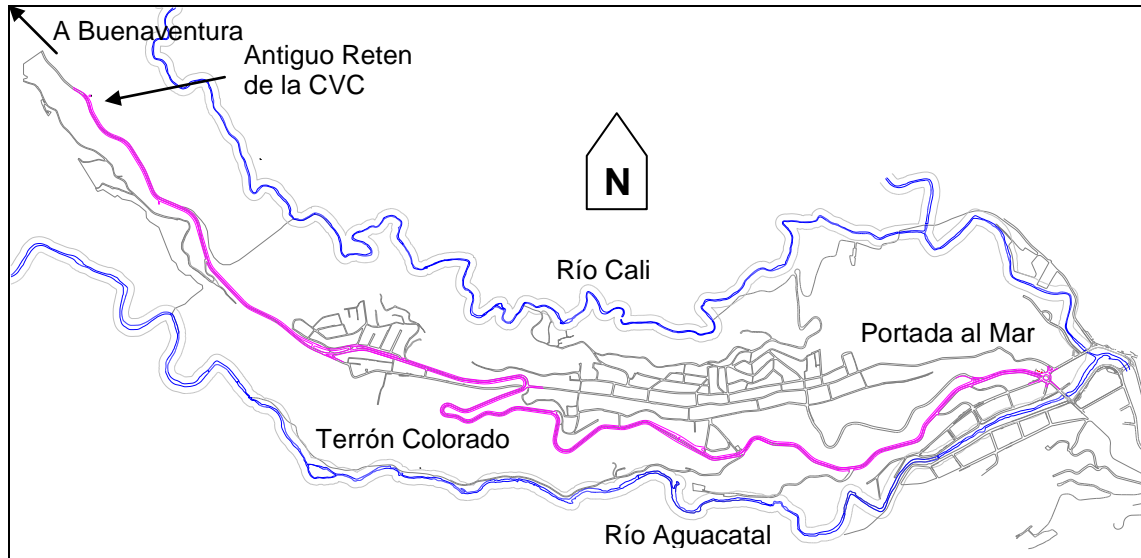 A Buenaventura
Antiguo Reten
de la CVC
N
Río Cali
Portada al Mar
Terrón Colorado
Río Aguacatal